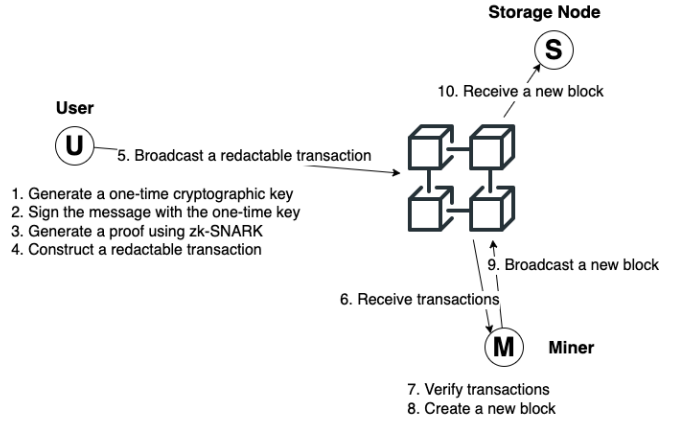 Storage Node
S
10. Receive a new block
User
U
5. Broadcast a redactable transaction
1. Generate a one-time cryptographic key
2. Sign the message with the one-time key
3. Generate a proof using zk-SNARK
4. Construct a redactable transaction
9. Broadcast a new block
6. Receive transactions
M
Miner
7. Verify transactions
8. Create a new block